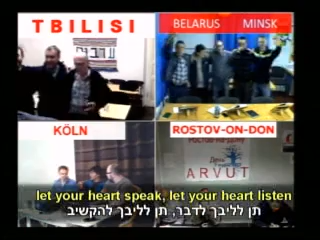 TBILISI
BELARUS MINSK
KÖLN
ROSTOV-ON-DON
ARVUT
let your heart speak, let your heart listen
תן לליבך לדבר, תן לליבך להקשיב